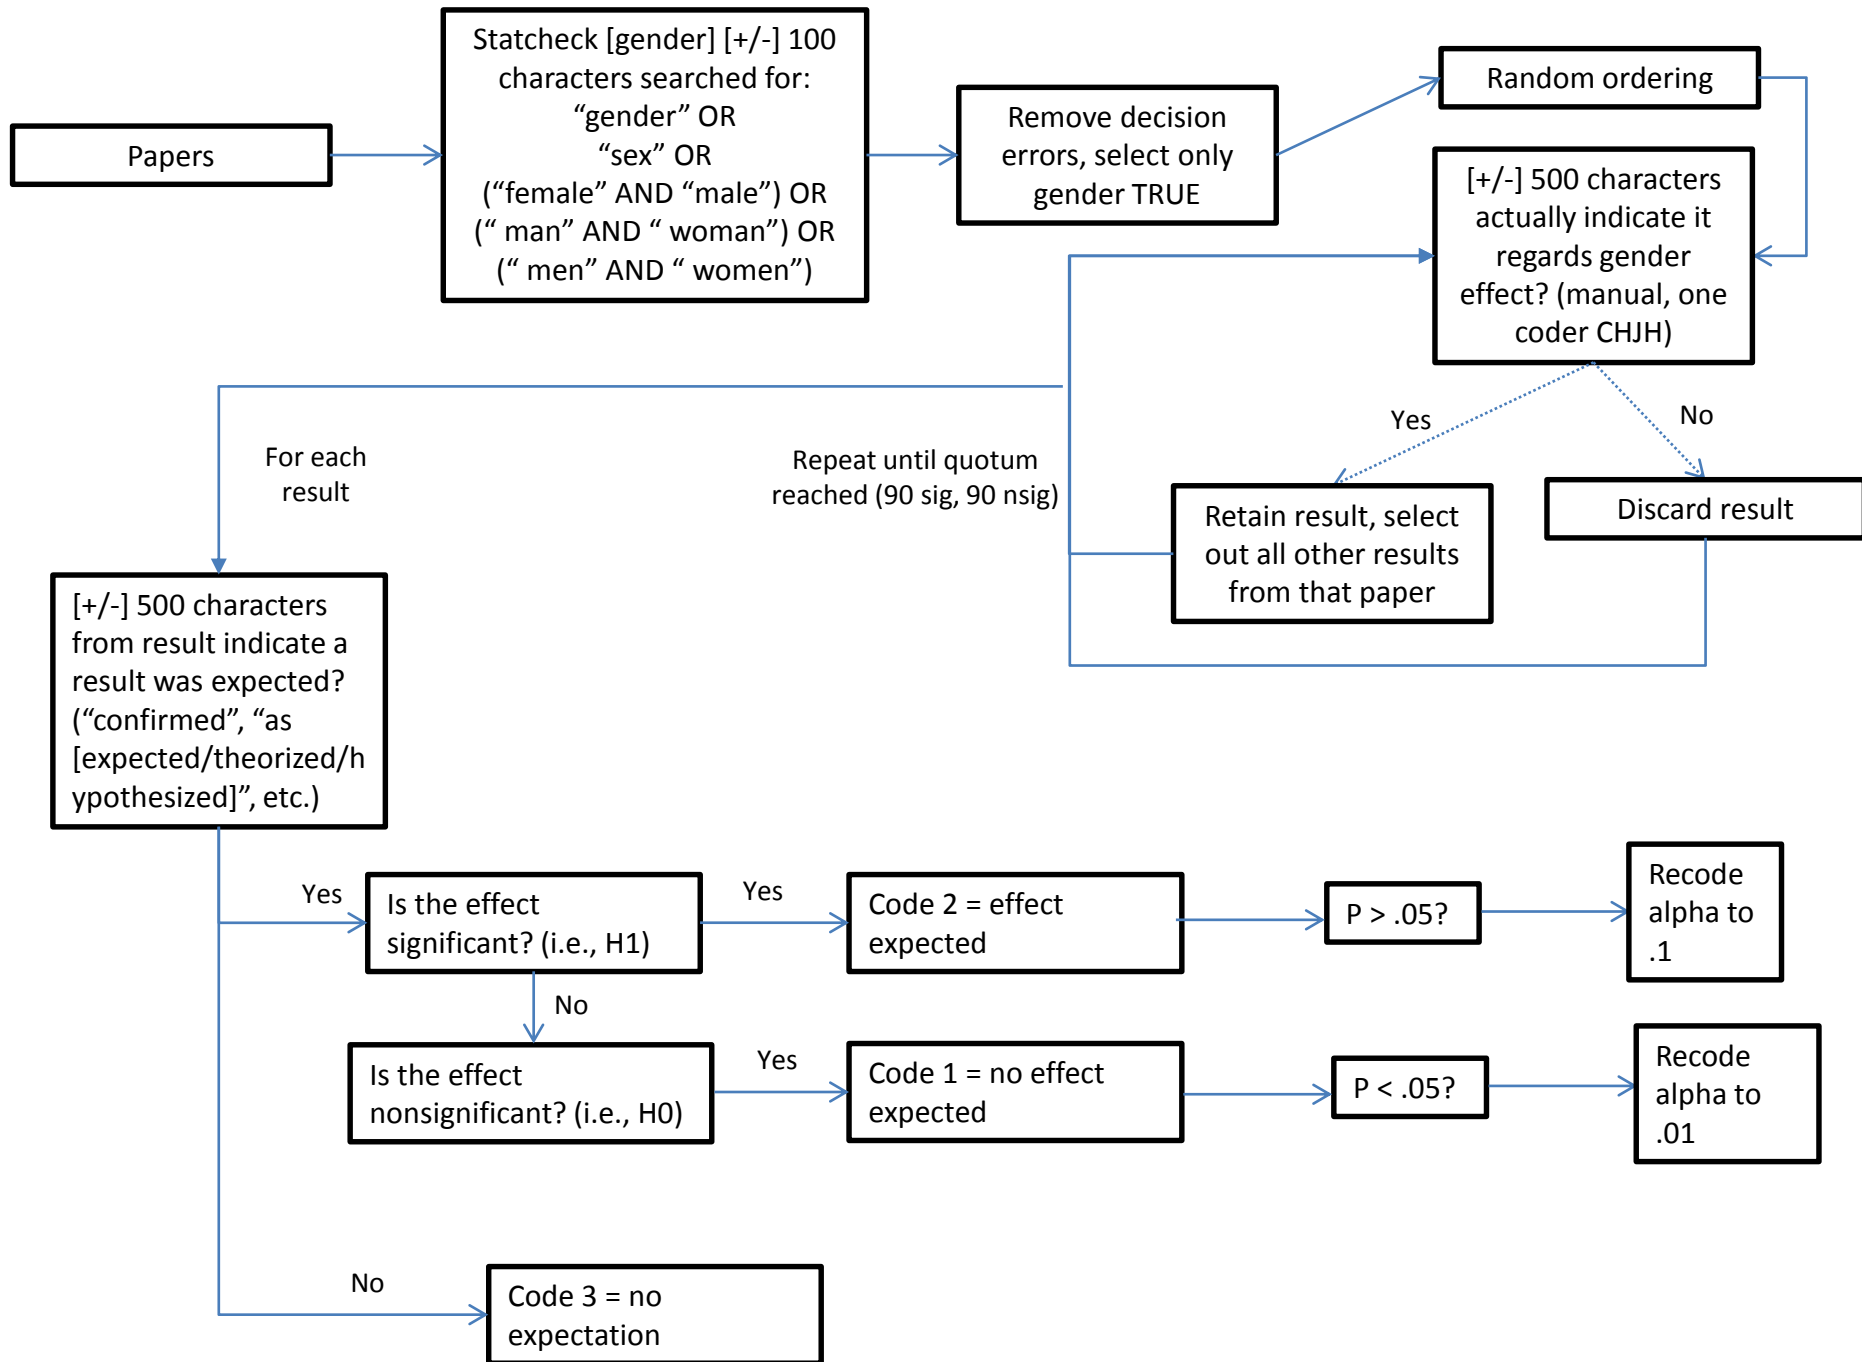 Papers
Statcheck [gender] [+/-] 100
characters searched for:
“gender” OR
“sex” OR
(“female” AND “male”) OR
(“ man” AND “ woman”) OR
(“ men” AND “ women”)
Remove decision
errors, select only
gender TRUE
Random ordering
[+/-] 500 characters
actually indicate it
regards gender
effect? (manual, one
coder CHJH)
Yes
No
Retain result, select
out all other results
from that paper
Discard result
Repeat until quotum
reached (90 sig, 90 nsig)
For each
result
[+/-] 500 characters
from result indicate a
result was expected?
(“confirmed”, “as
[expected/theorized/h
ypothesized]”, etc.)
Yes
Is the effect
significant? (i.e., H1)
Yes
Code 2 = effect
expected
P > .05?
Recode
alpha to
.1
No
Is the effect
nonsignificant? (i.e., H0)
Yes
Code 1 = no effect
expected
P < .05?
Recode
alpha to
.01
No
Code 3 = no
expectation